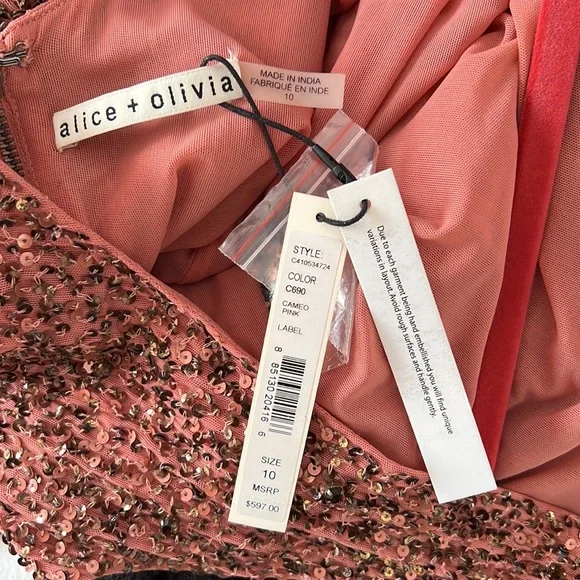 alice + olivia
MADE IN INDIA
FABRIQUÉ EN INDE
10
STYLE:
C410534724
COLOR
C690
CAMEO
PINK
LABEL
8 85130 20416 6
SIZE
10
MSRP
$597.00
Due to each garment being hand embellished you will find unique
variations in layout. Avoid rough surfaces and handle gently.